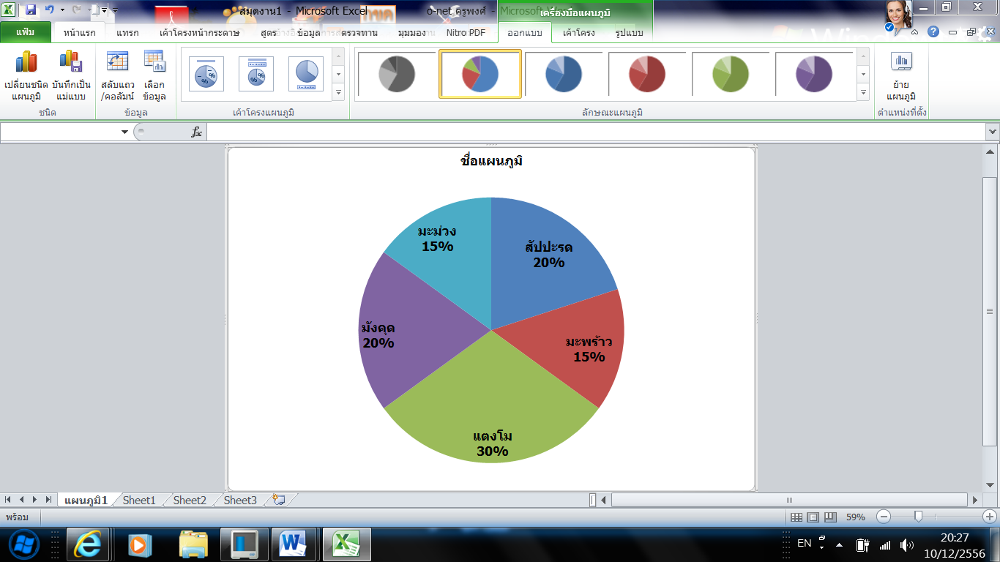 สมุดงาน1 - Microsoft Excel
o-net ครูพงศ์ - Microsoft Word
เครื่องมือแผนภูมิ
แฟ้ม
หน้าแรก
แทรก
เค้าโครงหน้ากระดาษ
สูตร
ข้อมูล
ตรวจทาน
มุมมอง
Nitro PDF
ออกแบบ
เค้าโครง
รูปแบบ
เปลี่ยนชนิด
แผนภูมิ
บันทึกเป็น
แม่แบบ
สลับแถว
/คอลัมน์
เลือก
ข้อมูล
ย้าย
แผนภูมิ
ชนิด
ข้อมูล
เค้าโครงแผนภูมิ
ลักษณะแผนภูมิ
ตำแหน่งที่ตั้ง
fx
ชื่อแผนภูมิ
มะม่วง
15%
สัปปะรด
20%
มังคุด
20%
มะพร้าว
15%
แตงโม
30%
แผนภูมิ1
Sheet1
Sheet2
Sheet3
พร้อม
59%
EN
20:27
10/12/2556